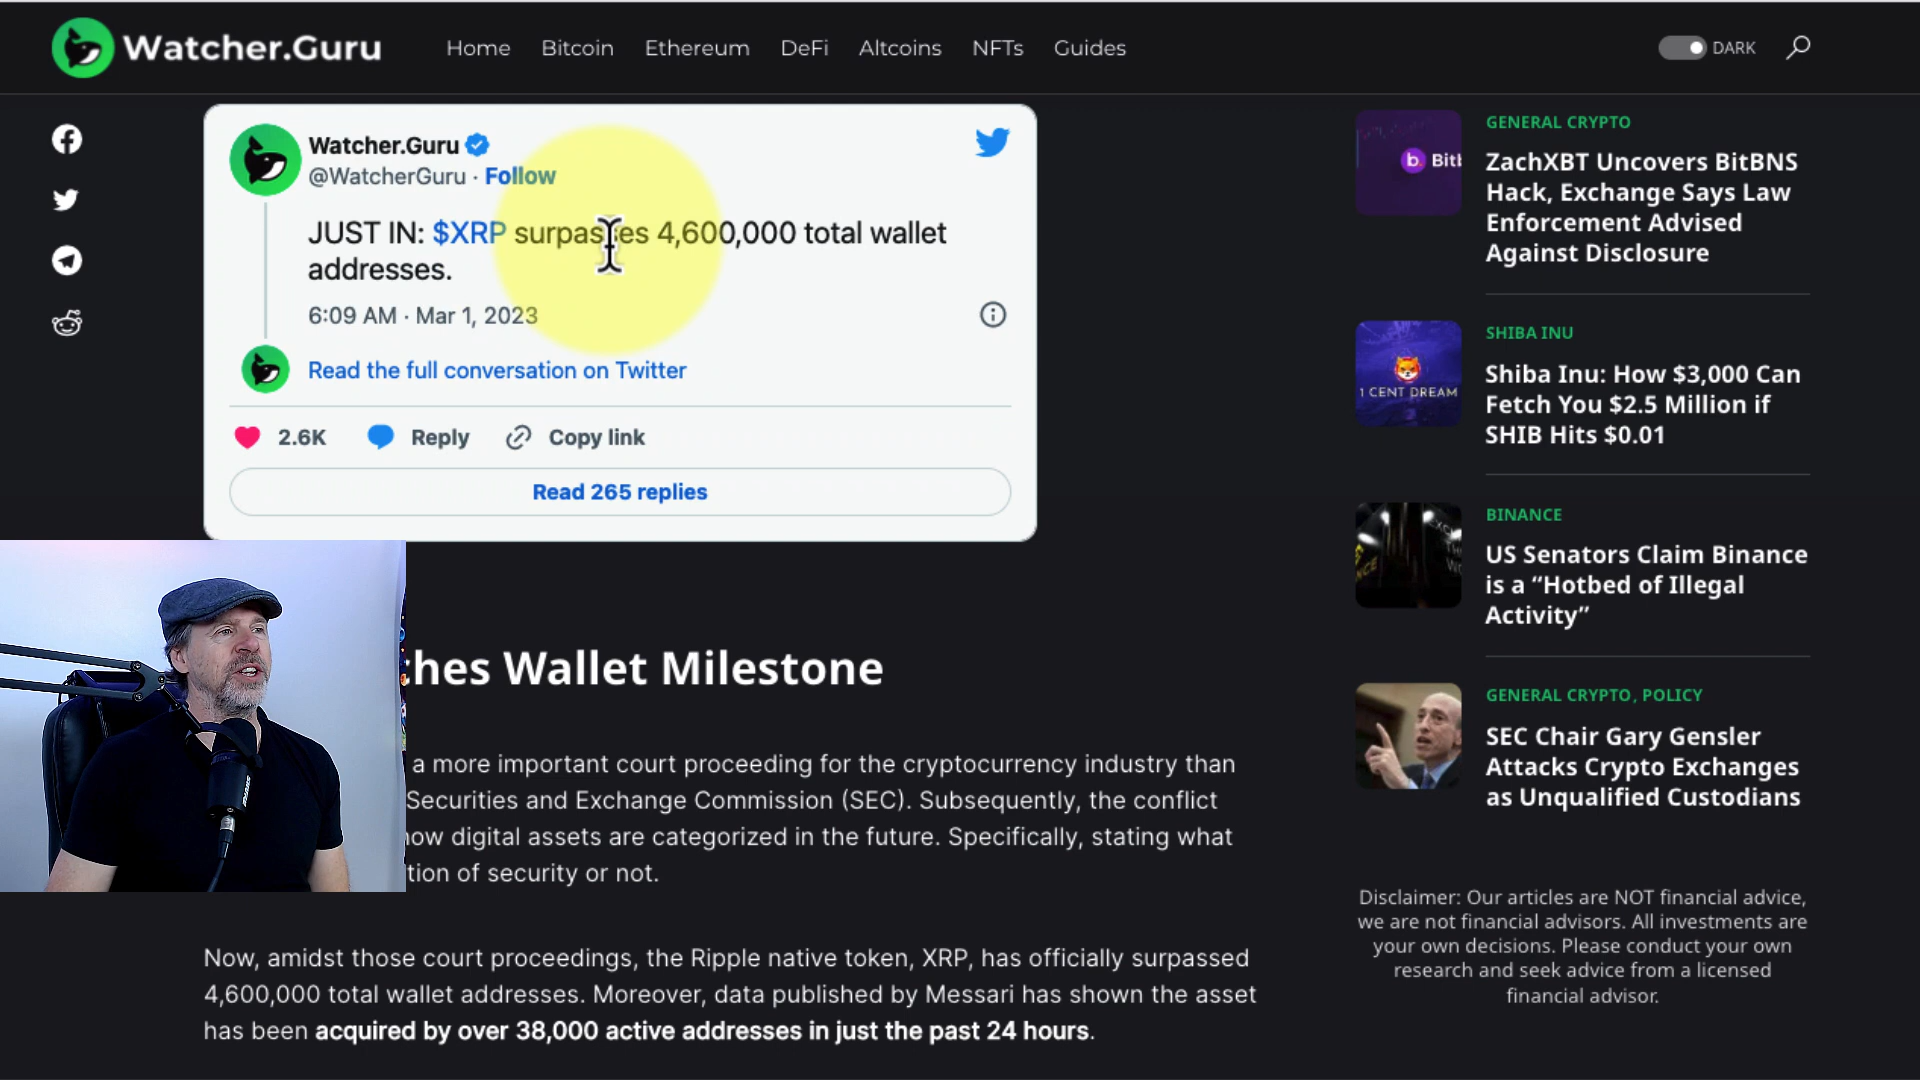 Watcher.Guru
Home Bitcoin Ethereum DeFi Altcoins NFTs Guides
DARK
Watcher.Guru
@WatcherGuru · Follow
JUST IN: $XRP surpasses 4,600,000 total wallet
addresses.
6:09 AM · Mar 1, 2023
Read the full conversation on Twitter
2.6K Reply Copy link
Read 265 replies
ches Wallet Milestone
a more important court proceeding for the cryptocurrency industry than
Securities and Exchange Commission (SEC). Subsequently, the conflict
now digital assets are categorized in the future. Specifically, stating what
tion of security or not.
Now, amidst those court proceedings, the Ripple native token, XRP, has officially surpassed
4,600,000 total wallet addresses. Moreover, data published by Messari has shown the asset
has been acquired by over 38,000 active addresses in just the past 24 hours.
GENERAL CRYPTO
ZachXBT Uncovers BitBNS
Hack, Exchange Says Law
Enforcement Advised
Against Disclosure
SHIBA INU
1 CENT DREAM
Shiba Inu: How $3,000 Can
Fetch You $2.5 Million if
SHIB Hits $0.01
BINANCE
US Senators Claim Binance
is a “Hotbed of Illegal
Activity”
GENERAL CRYPTO, POLICY
SEC Chair Gary Gensler
Attacks Crypto Exchanges
as Unqualified Custodians
Disclaimer: Our articles are NOT financial advice,
we are not financial advisors. All investments are
your own decisions. Please conduct your own
research and seek advice from a licensed
financial advisor.